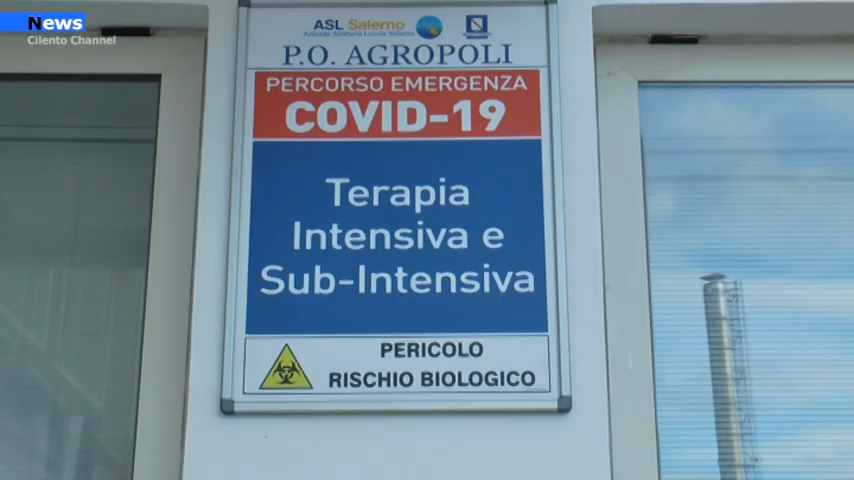 News
Cilento Channel
ASL Salerno
Azienda Sanitaria Locale Salerno
P.O. AGROPOLI
PERCORSO EMERGENZA
COVID-19
Terapia
Intensiva e
Sub-Intensiva
PERICOLO
RISCHIO BIOLOGICO